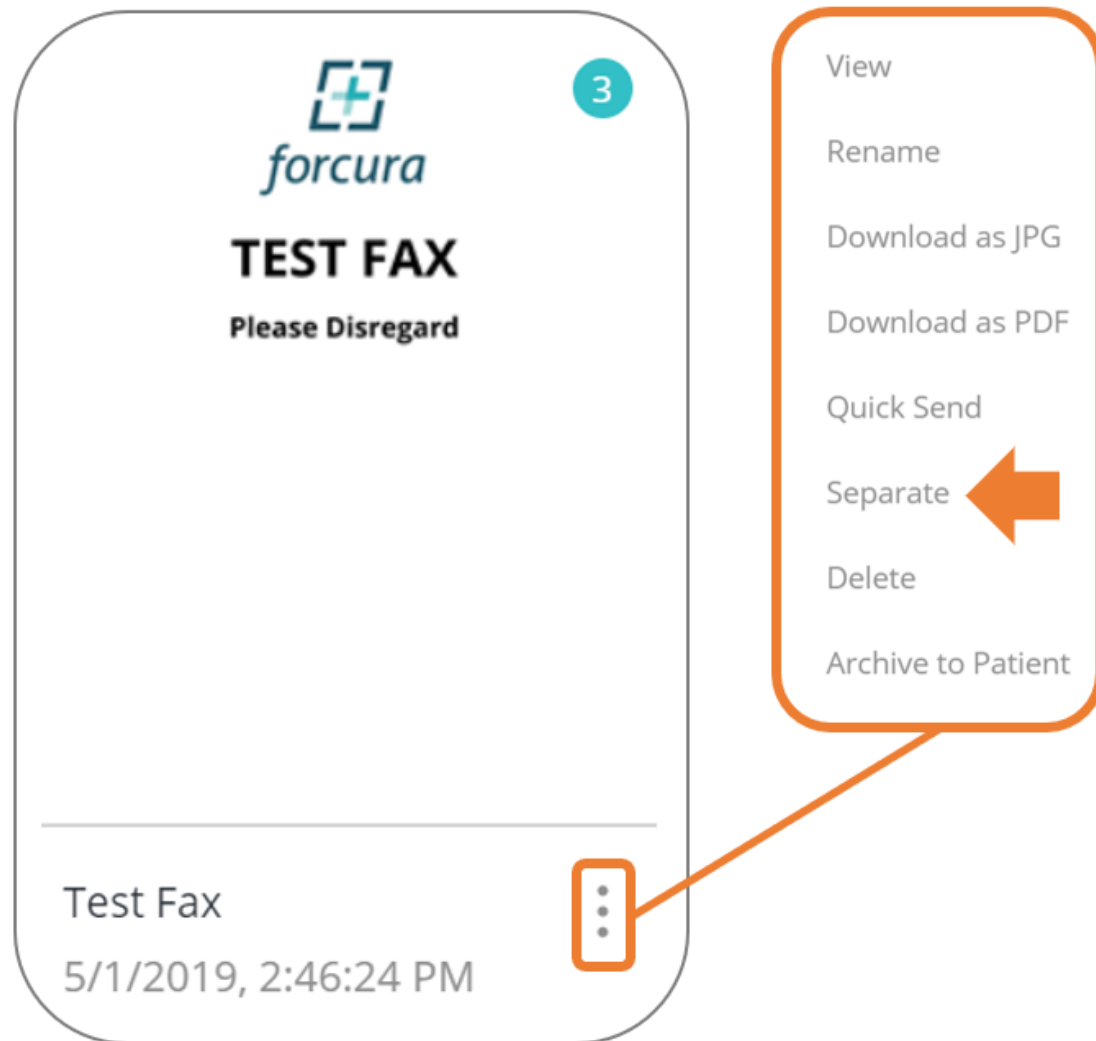 3
forcura
TEST FAX
Please Disregard
Test Fax
5/1/2019, 2:46:24 PM
View
Rename
Download as JPG
Download as PDF
Quick Send
Separate
Delete
Archive to Patient